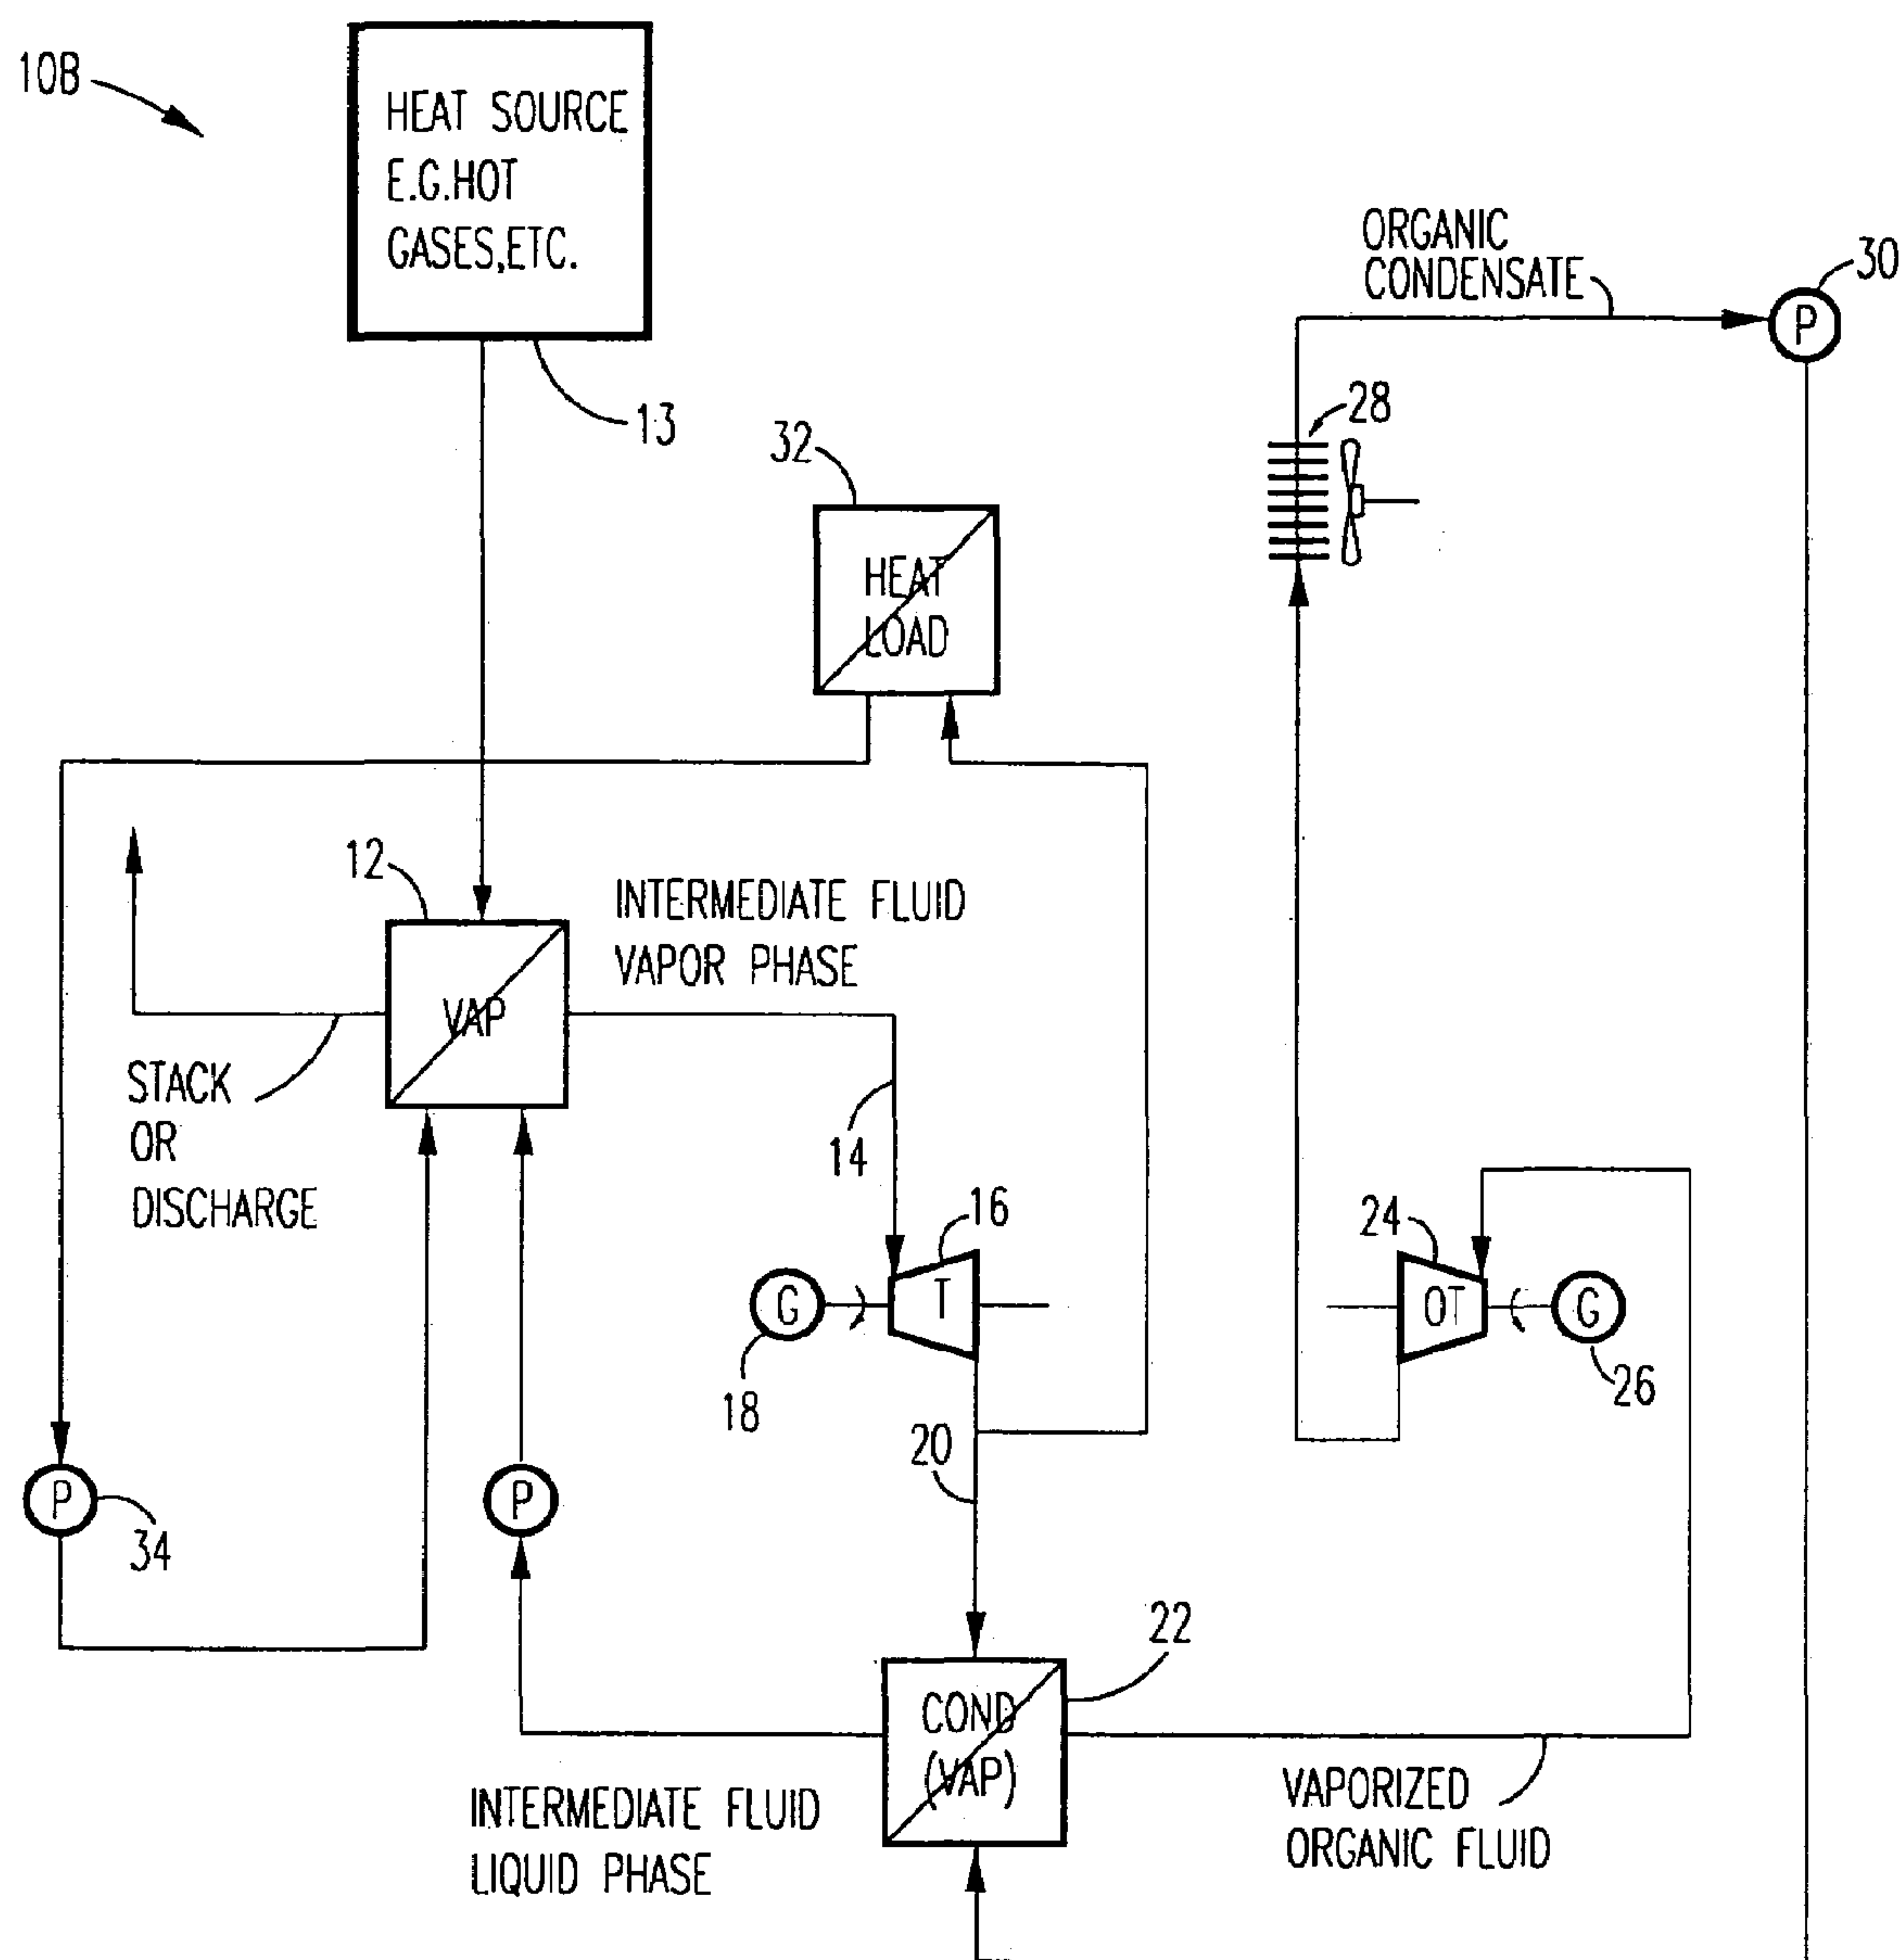 10B
HEAT SOURCE
E.G.HOT
GASES,ETC.
13
ORGANIC
CONDENSATE
30
P
28
32
HEAT
LOAD
12
INTERMEDIATE FLUID
VAPOR PHASE
VAP
STACK
OR
DISCHARGE
14
16
24
G
T
OT
G
18
26
20
P
34
P
22
COND
(VAP)
INTERMEDIATE FLUID
LIQUID PHASE
VAPORIZED
ORGANIC FLUID